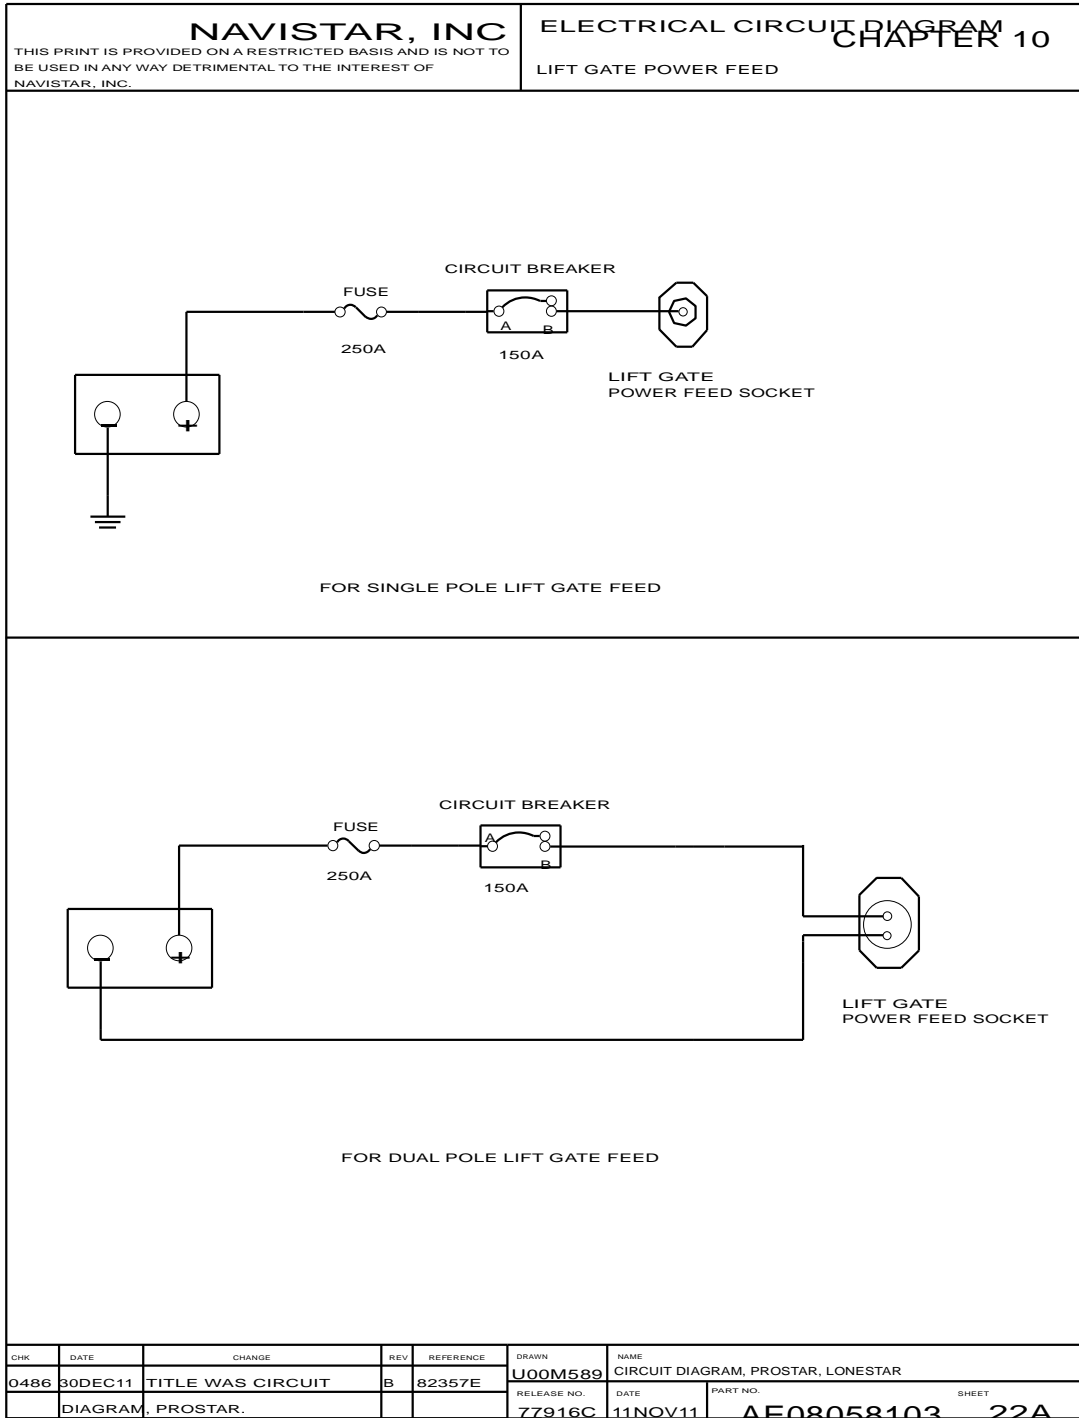 NAVISTAR, INC
THIS PRINT IS PROVIDED ON A RESTRICTED BASIS AND IS NOT TO
BE USED IN ANY WAY DETRIMENTAL TO THE INTEREST OF
NAVISTAR, INC.
ELECTRICAL CIRCUIT DIAGRAM
CHAPTER 10
LIFT GATE POWER FEED
CIRCUIT BREAKER
FUSE
A
B
250A
150A
LIFT GATE
POWER FEED SOCKET
FOR SINGLE POLE LIFT GATE FEED
CIRCUIT BREAKER
FUSE
A
B
250A
150A
LIFT GATE
POWER FEED SOCKET
FOR DUAL POLE LIFT GATE FEED
CHK DATE CHANGE REV REFERENCE
0486 30DEC11 TITLE WAS CIRCUIT B 82357E
DIAGRAM, PROSTAR.
DRAWN
U00M589
NAME
CIRCUIT DIAGRAM, PROSTAR, LONESTAR
RELEASE NO.
77916C
DATE
11NOV11
PART NO.
AE08058103
SHEET
22A